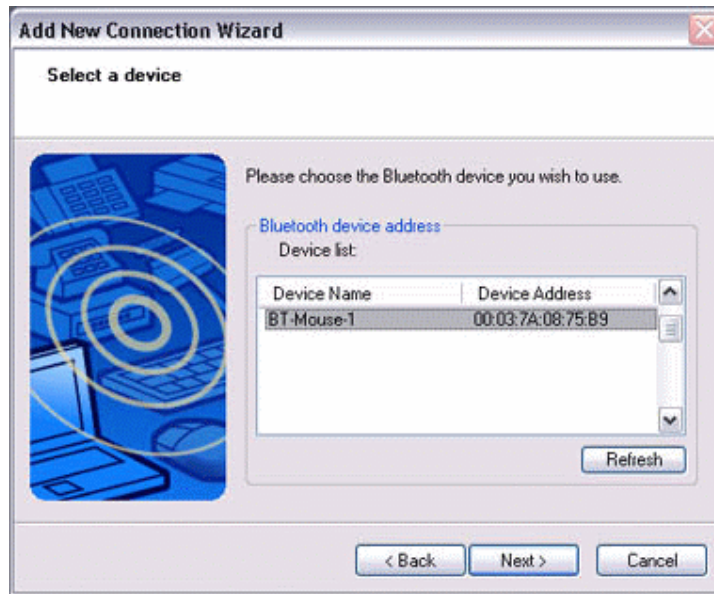 Add New Connection Wizard
Select a device
Please choose the Bluetooth device you wish to use.
Bluetooth device address
Device list:
Device Name Device Address
BT-Mouse-1 00:03:7A:08:75:B9
Refresh
< Back Next > Cancel